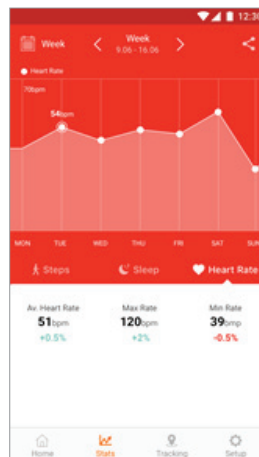 12:30
Week
Week
9.06 - 16.06
Heart Rate
70bpm
54bpm
MON TUE WED THU FRI SAT SUN
Steps Sleep Heart Rate
Av. Heart Rate Max Rate Min Rate
51bpm 120bpm 39bmp
+0.5% +2% -0.5%
Home Stats Tracking Setup